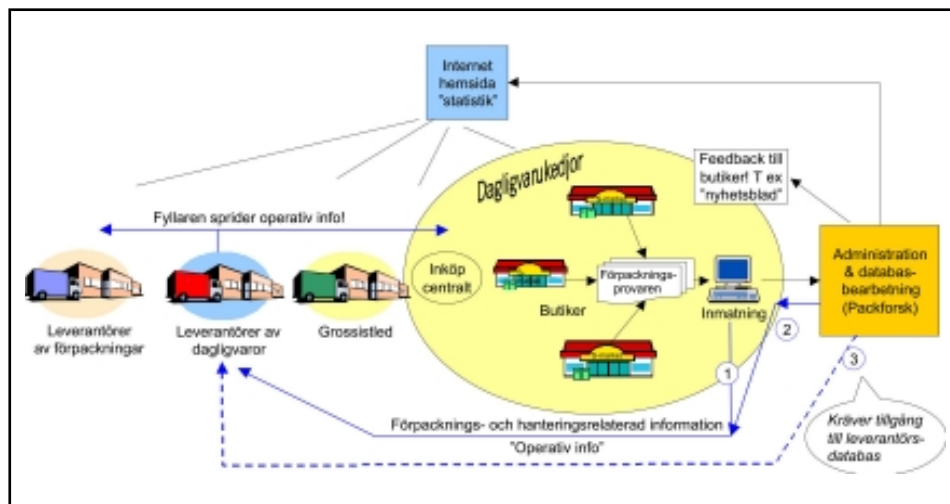 Internet
hemsida
"statistik"
Dagligvarukedjor
Feedback till
butiker! T ex
"nyhetsblad"
Fyllaren sprider operativ info!
Inköp
centralt
Förpacknings-
provaren
Butiker
Inmatning
Administration
& databas-
bearbetning
(Packforsk)
Leverantörer
av förpackningar
Leverantörer av
dagligvaror
Grossistled
1
2
3
Förpacknings- och hanteringsrelaterad information
"Operativ info"
Kräver tillgång
till leverantörs-
databas